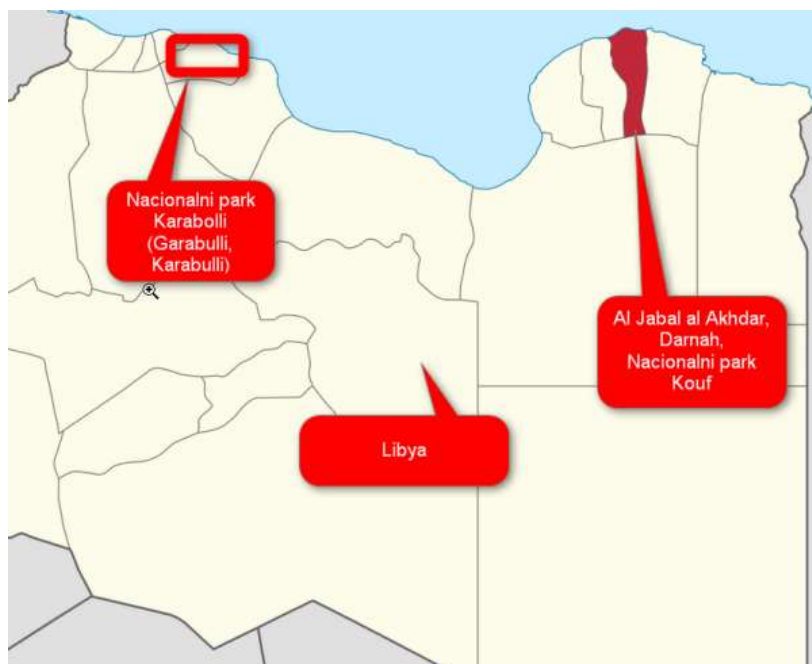 Nacionalni park
Karabolli
(Garabulli,
Karabulli)
Al Jabal al Akhdar,
Darnah,
Nacionalni park
Kouf
Libya